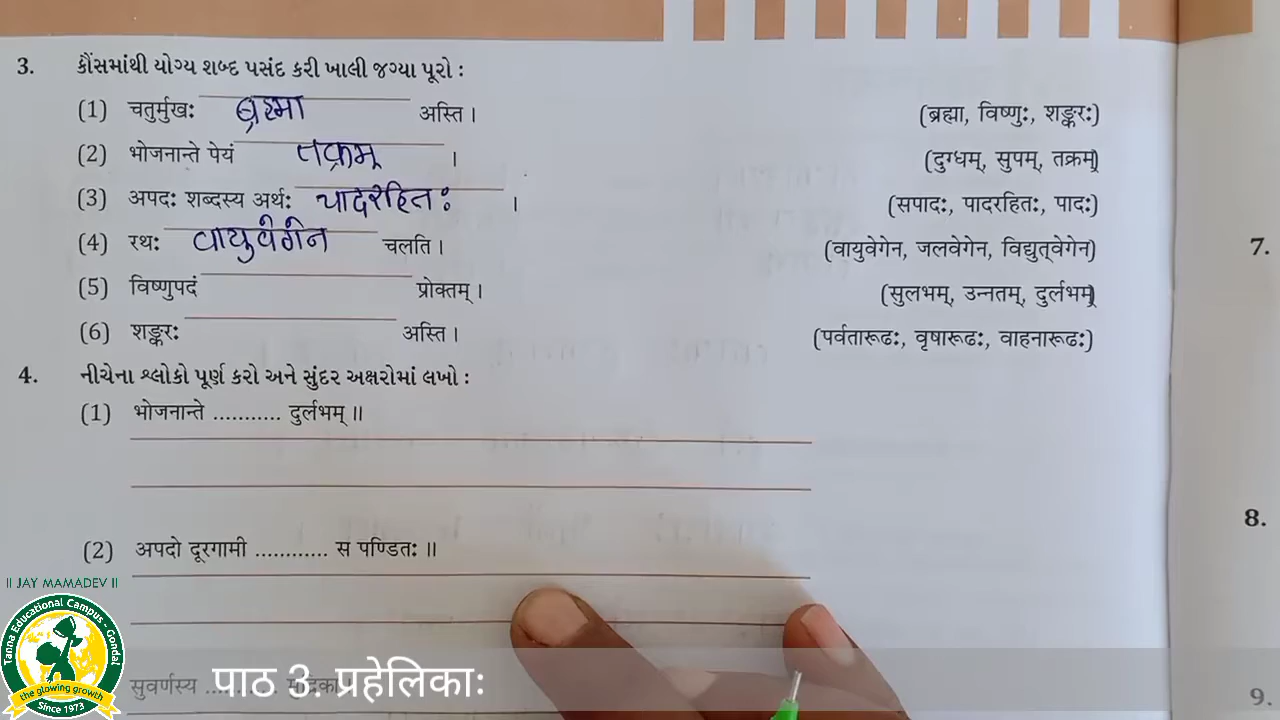 3. કૌંસમાંથી યોગ્ય શબ્દ પસંદ કરી ખાલી જગ્યા પૂરો :
(1) चतुर्मुखः ब्रह्मा अस्ति । (ब्रह्मा, विष्णुः, शङ्करः)
(2) भोजनान्ते पेयं तक्रम् । (दुग्धम्, सुपम्, तक्रम्)
(3) अपदः शब्दस्य अर्थः पादरहितः । (सपादः, पादरहितः, पादः)
(4) रथः वायुवेगेन चलति । (वायुवेगेन, जलवेगेन, विद्युत्वेगेन)
(5) विष्णुपदं प्रोक्तम् । (सुलभम्, उन्नतम्, दुर्लभम्)
(6) शङ्करः अस्ति । (पर्वतारूढः, वृषारूढः, वाहनारूढः)
4. નીચેના શ્લોકો પૂર્ણ કરો અને સુંદર અક્ષરોમાં લખો :
(1) भोजनान्ते ........... दुर्लभम् ॥
(2) अपदो दूरगामी ............ स पण्डितः ॥
सुवर्णस्य
7.
8.
9.
॥ JAY MAMADEV ॥
Tanna Educational Campus - Gondal
the glowing growth
Since 1973
पाठ 3. प्रहेलिकाः